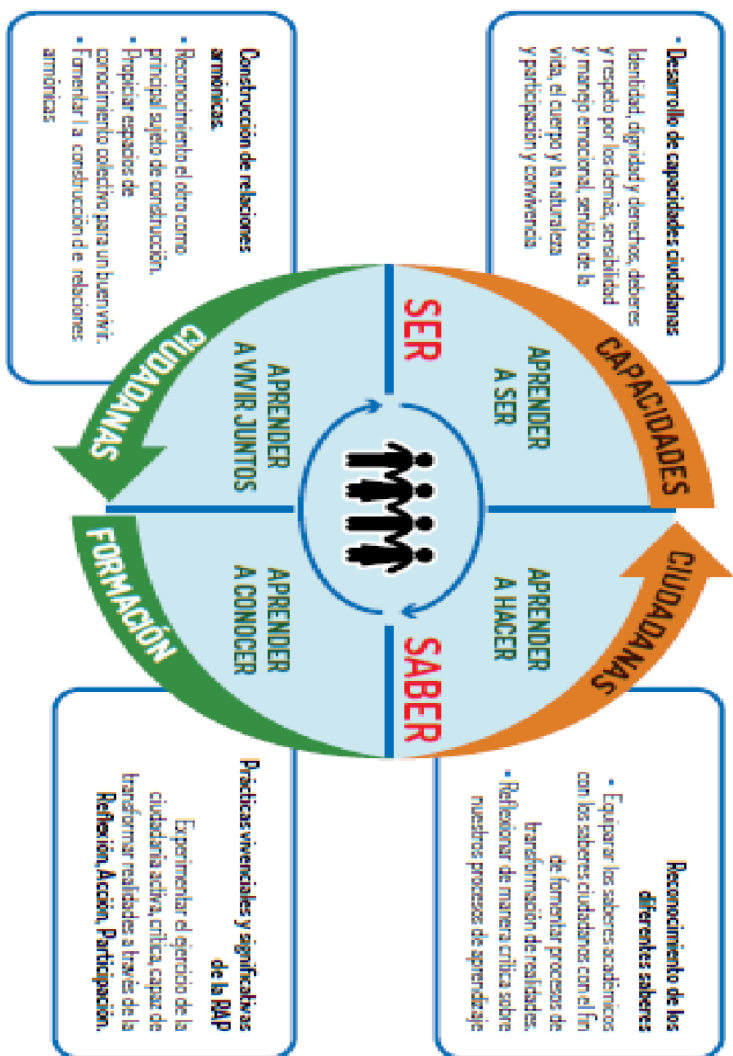 • Desarrollo de capacidades ciudadanas
Identidad, dignidad y derechos, deberes
y respeto por los demás, sensibilidad
y manejo emocional, sentido de la
vida, el cuerpo y la naturaleza
y participación y convivencia
Reconocimiento de los
diferentes saberes
• Equiparar los saberes académicos
con los saberes ciudadanos con el fin
de fomentar procesos de
transformación de realidades.
• Reflexionar de manera crítica sobre
nuestros procesos de aprendizaje
CAPACIDADES
CIUDADANAS
APRENDER
A SER
APRENDER
A HACER
SER
SABER
APRENDER
A VIVIR JUNTOS
APRENDER
A CONOCER
CIUDADANAS
FORMACIÓN
Construcción de relaciones
armónicas.
• Reconocimiento el otro como
principal sujeto de construcción.
• Propiciar espacios de
conocimiento colectivo para un buen vivir.
• Fomentar la construcción de relaciones
armónicas
Prácticas vivenciales y significativas
de la RAP
Experimentar el ejercicio de la
ciudadanía activa, crítica, capaz de
transformar realidades a través de la
Reflexión, Acción, Participación.